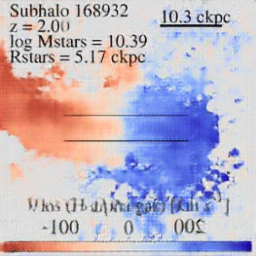 Subhalo 168932
10.3 ckpc
z = 2.00
log Mstars = 10.39
Rstars = 5.17 ckpc
-100 0